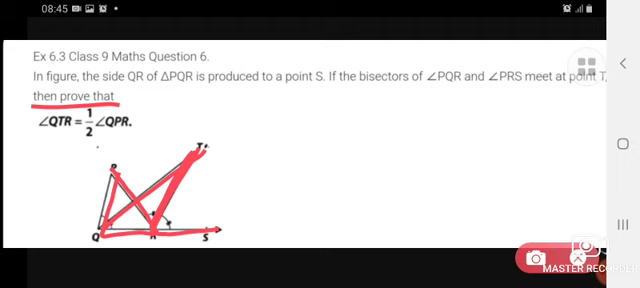 08:45
Ex 6.3 Class 9 Maths Question 6.
In figure, the side QR of ΔPQR is produced to a point S. If the bisectors of ∠PQR and ∠PRS meet at point T,
then prove that
∠QTR = 1/2 ∠QPR.
T
P
Q
R
S
MASTER RECORDER